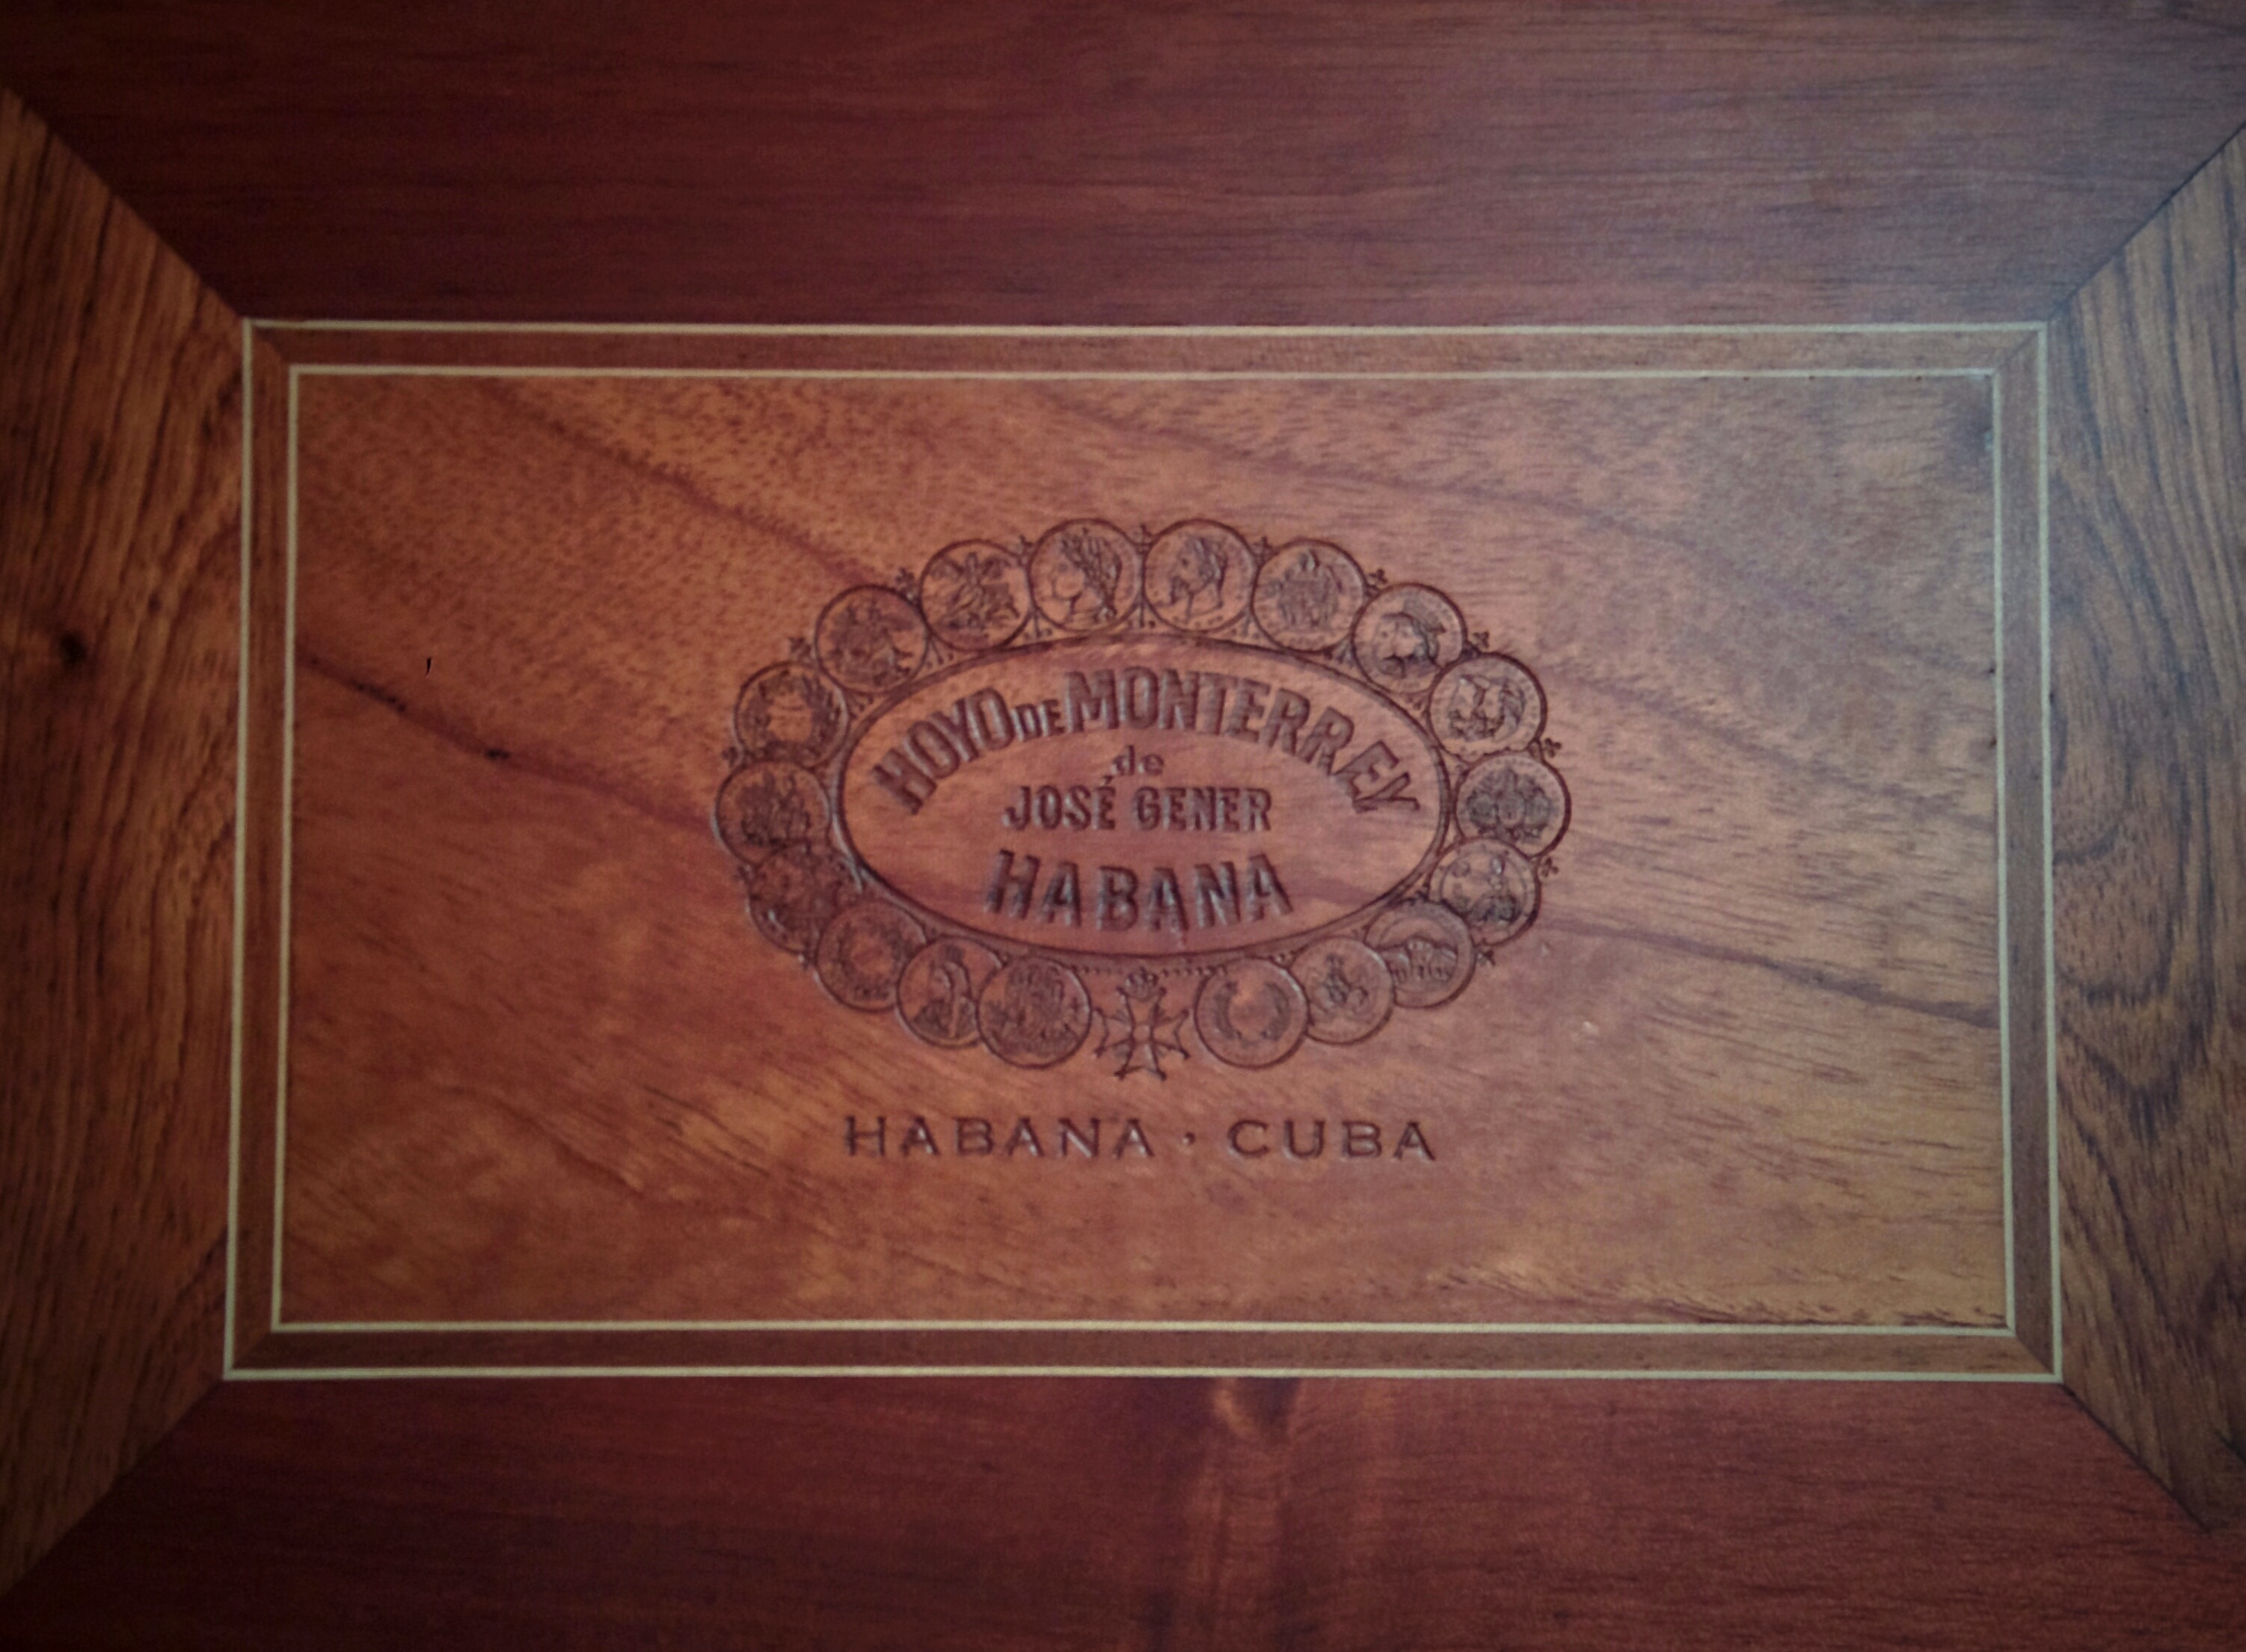 HOYO DE MONTERREY
de
JOSÉ GENER
HABANA
HABANA · CUBA